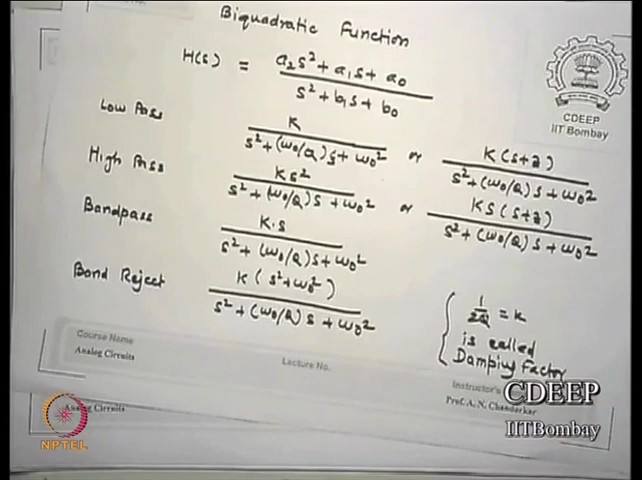 Biquadratic Function
H(s) = a₂s² + a₁s + a₀ / s² + b₁s + b₀
Low Pass K / s² + (ω₀/Q)s + ω₀² or K(s+z) / s² + (ω₀/Q)s + ω₀²
High Pass Ks² / s² + (ω₀/Q)s + ω₀² or Ks(s+z) / s² + (ω₀/Q)s + ω₀²
Bandpass K·s / s² + (ω₀/Q)s + ω₀²
Band Reject K(s² + ω₀²) / s² + (ω₀/Q)s + ω₀²
1/2Q = k
is called
Damping Factor
CDEEP
IIT Bombay
Course Name
Analog Circuits
Lecture No.
Instructor's
Prof. A. N. Chandorkar
Analog Circuits
NPTEL
CDEEP
IITBombay